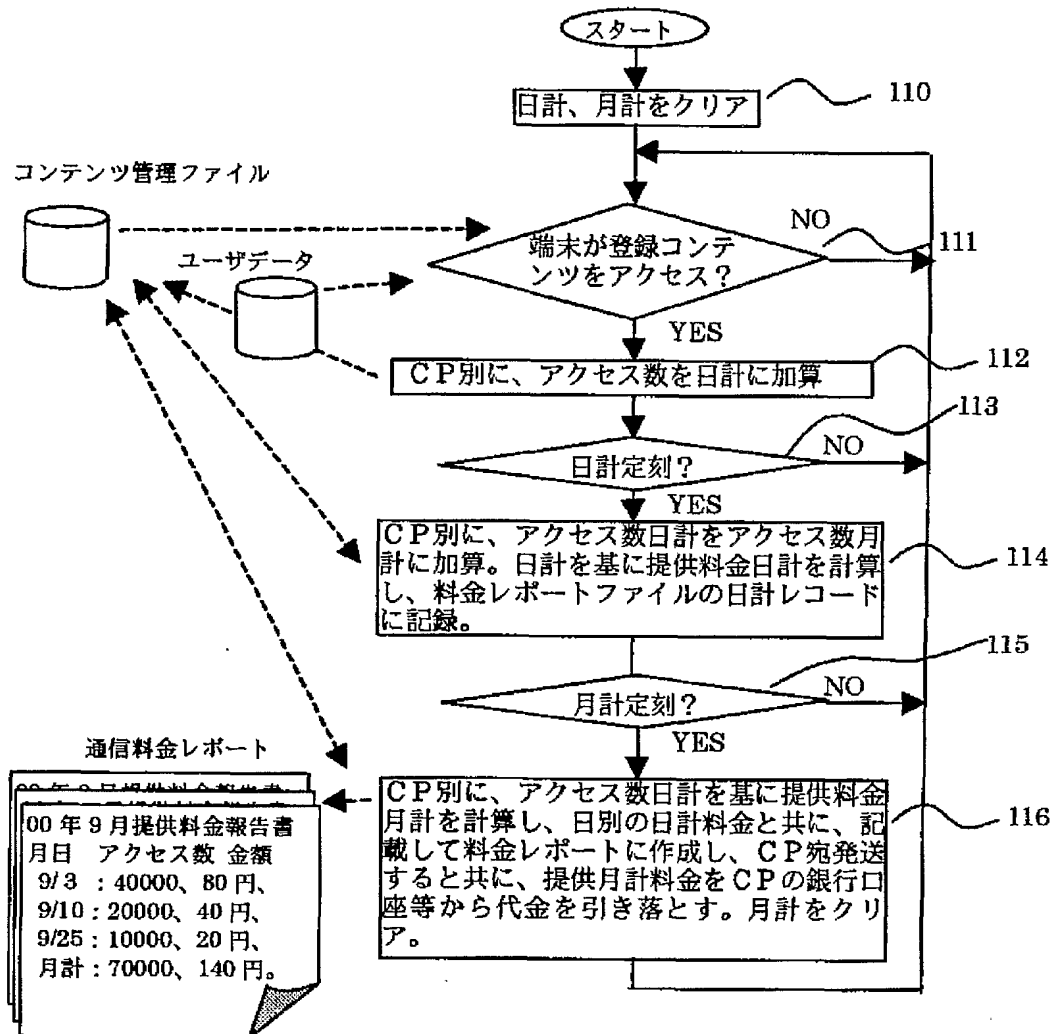 スタート
日計、月計をクリア
110
コンテンツ管理ファイル
ユーザデータ
端末が登録コンテ
ンツをアクセス？
NO
111
YES
CP別に、アクセス数を日計に加算
112
113
日計定刻？
NO
YES
CP別に、アクセス数日計をアクセス数月
計に加算。日計を基に提供料金日計を計算
し、料金レポートファイルの日計レコード
に記録。
114
115
月計定刻？
NO
YES
通信料金レポート
CP別に、アクセス数日計を基に提供料金
月計を計算し、日別の日計料金と共に、記
載して料金レポートに作成し、CP宛発送
すると共に、提供月計料金をCPの銀行口
座等から代金を引き落とす。月計をクリ
ア。
116
00年9月提供料金報告書
月日 アクセス数 金額
9/3 ：40000、80円、
9/10：20000、40円、
9/25：10000、20円、
月計：70000、140円。